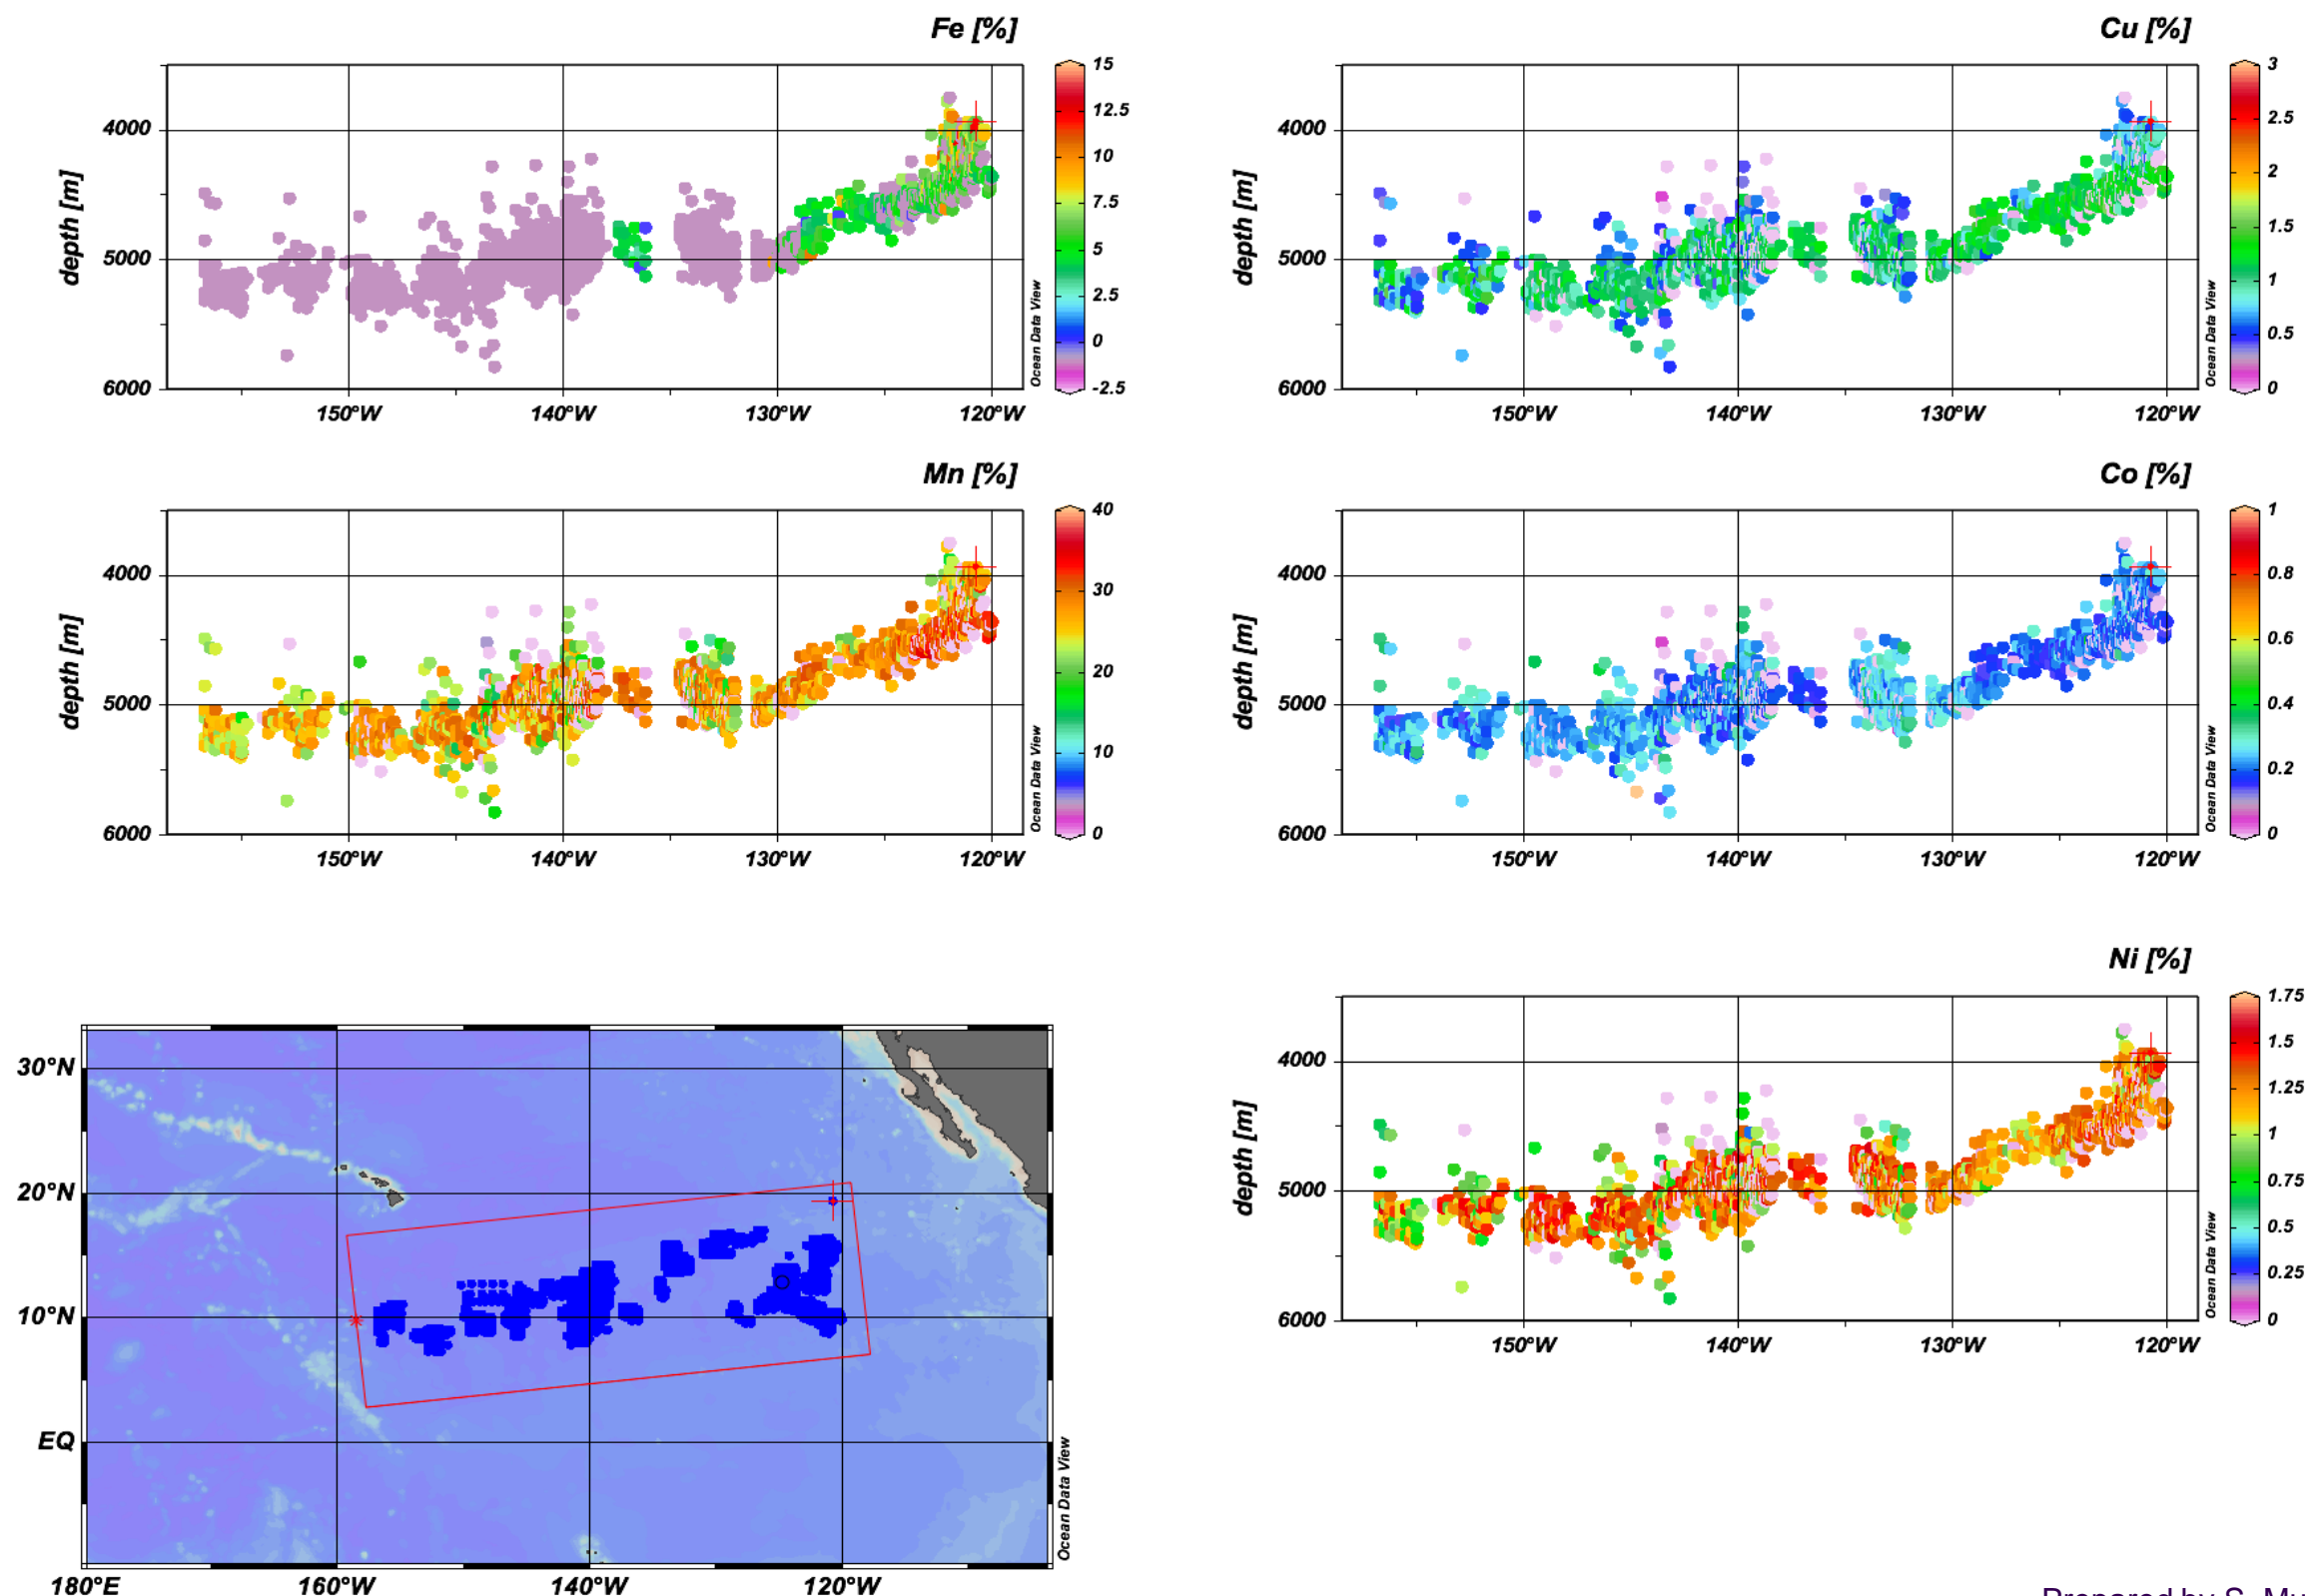 Fe [%]
depth [m]
4000
5000
6000
150°W 140°W 130°W 120°W
Ocean Data View
15
12.5
10
7.5
5
2.5
0
-2.5
Cu [%]
depth [m]
4000
5000
6000
150°W 140°W 130°W 120°W
Ocean Data View
3
2.5
2
1.5
1
0.5
0
Mn [%]
depth [m]
4000
5000
6000
150°W 140°W 130°W 120°W
Ocean Data View
40
30
20
10
0
Co [%]
depth [m]
4000
5000
6000
150°W 140°W 130°W 120°W
Ocean Data View
1
0.8
0.6
0.4
0.2
0
30°N
20°N
10°N
EQ
180°E 160°W 140°W 120°W
Ocean Data View
Ni [%]
depth [m]
4000
5000
6000
150°W 140°W 130°W 120°W
Ocean Data View
1.75
1.5
1.25
1
0.75
0.5
0.25
0
Prepared by S.